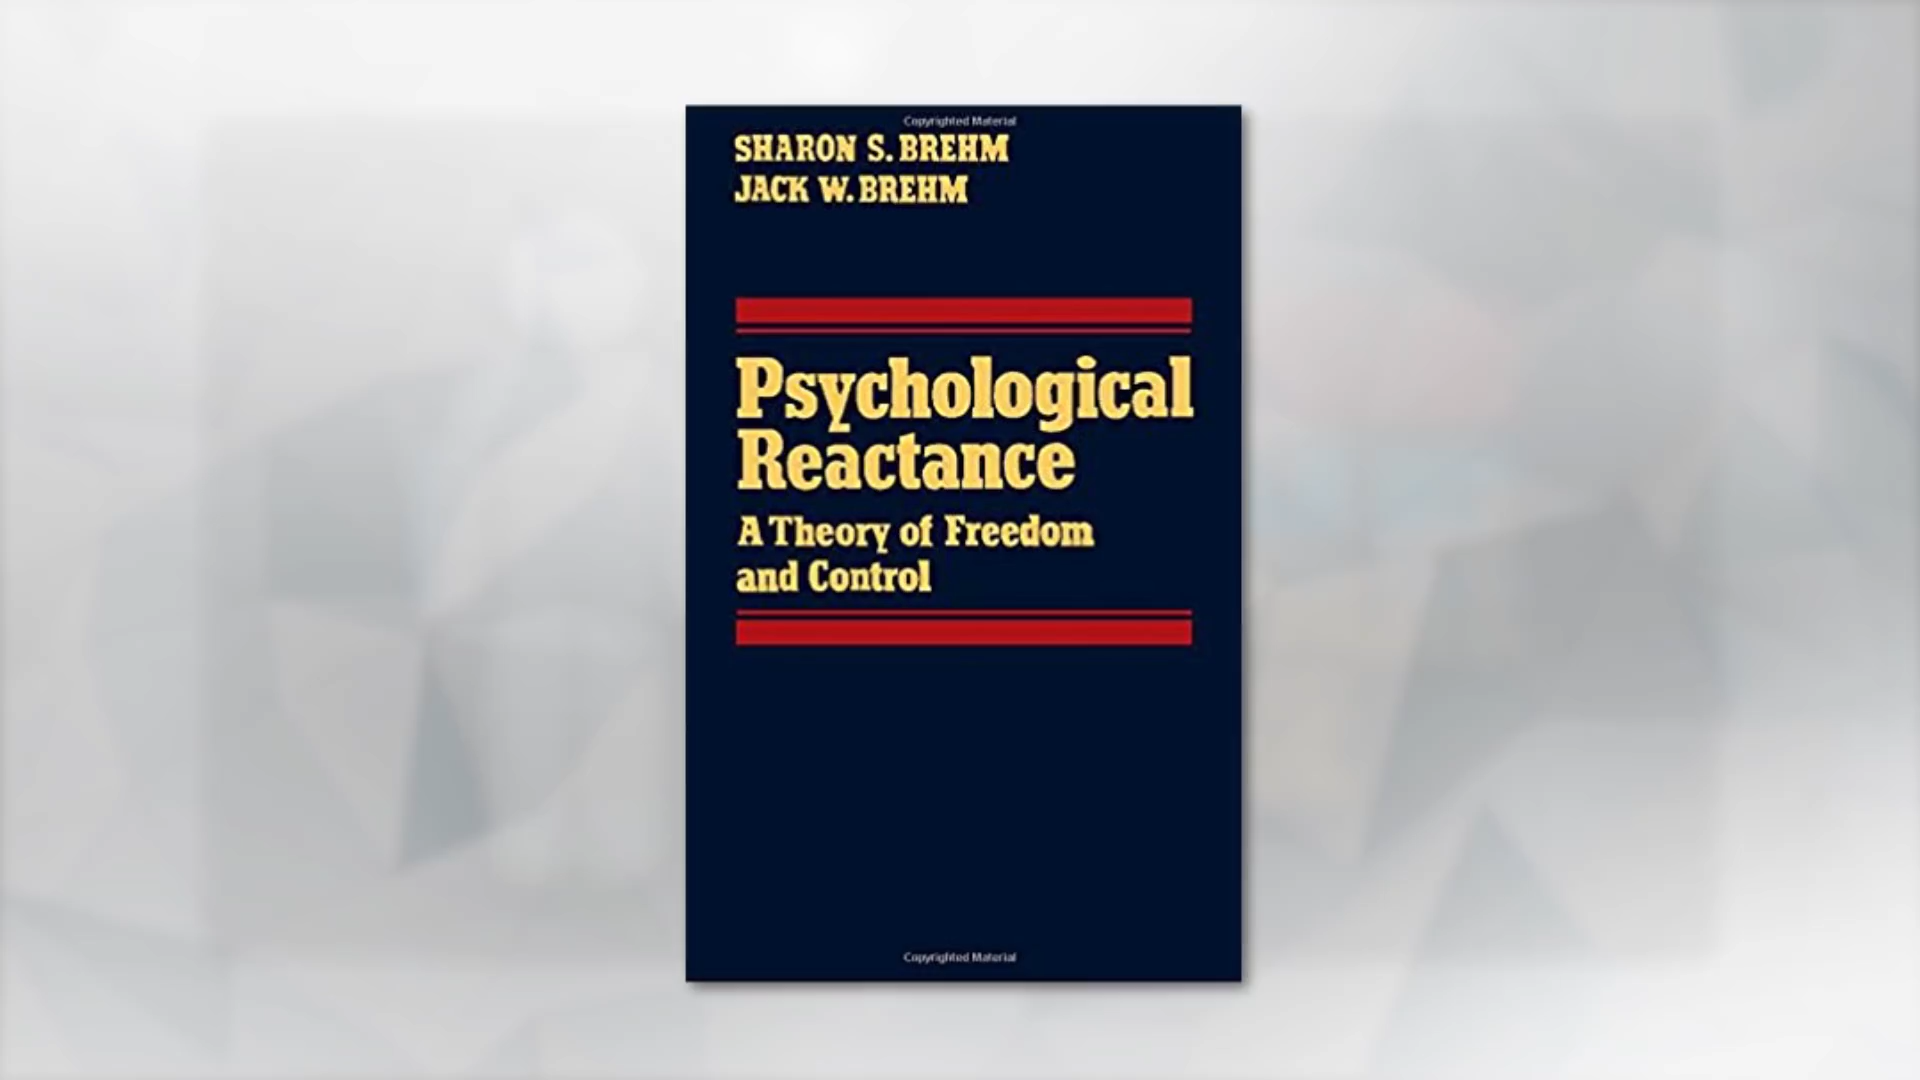 Copyrighted Material
SHARON S. BREHM
JACK W. BREHM
Psychological
Reactance
A Theory of Freedom
and Control
Copyrighted Material